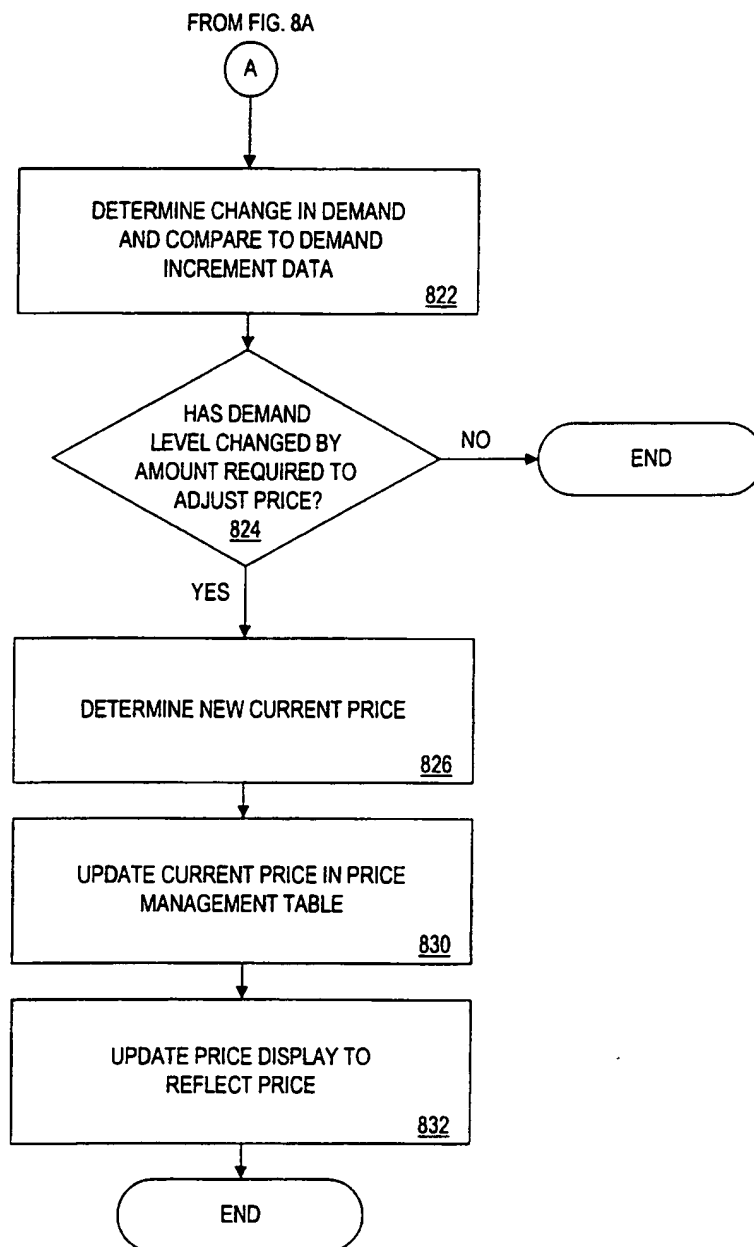 FROM FIG. 8A
A
DETERMINE CHANGE IN DEMAND
AND COMPARE TO DEMAND
INCREMENT DATA
822
HAS DEMAND
LEVEL CHANGED BY
AMOUNT REQUIRED TO
ADJUST PRICE?
824
NO
END
YES
DETERMINE NEW CURRENT PRICE
826
UPDATE CURRENT PRICE IN PRICE
MANAGEMENT TABLE
830
UPDATE PRICE DISPLAY TO
REFLECT PRICE
832
END